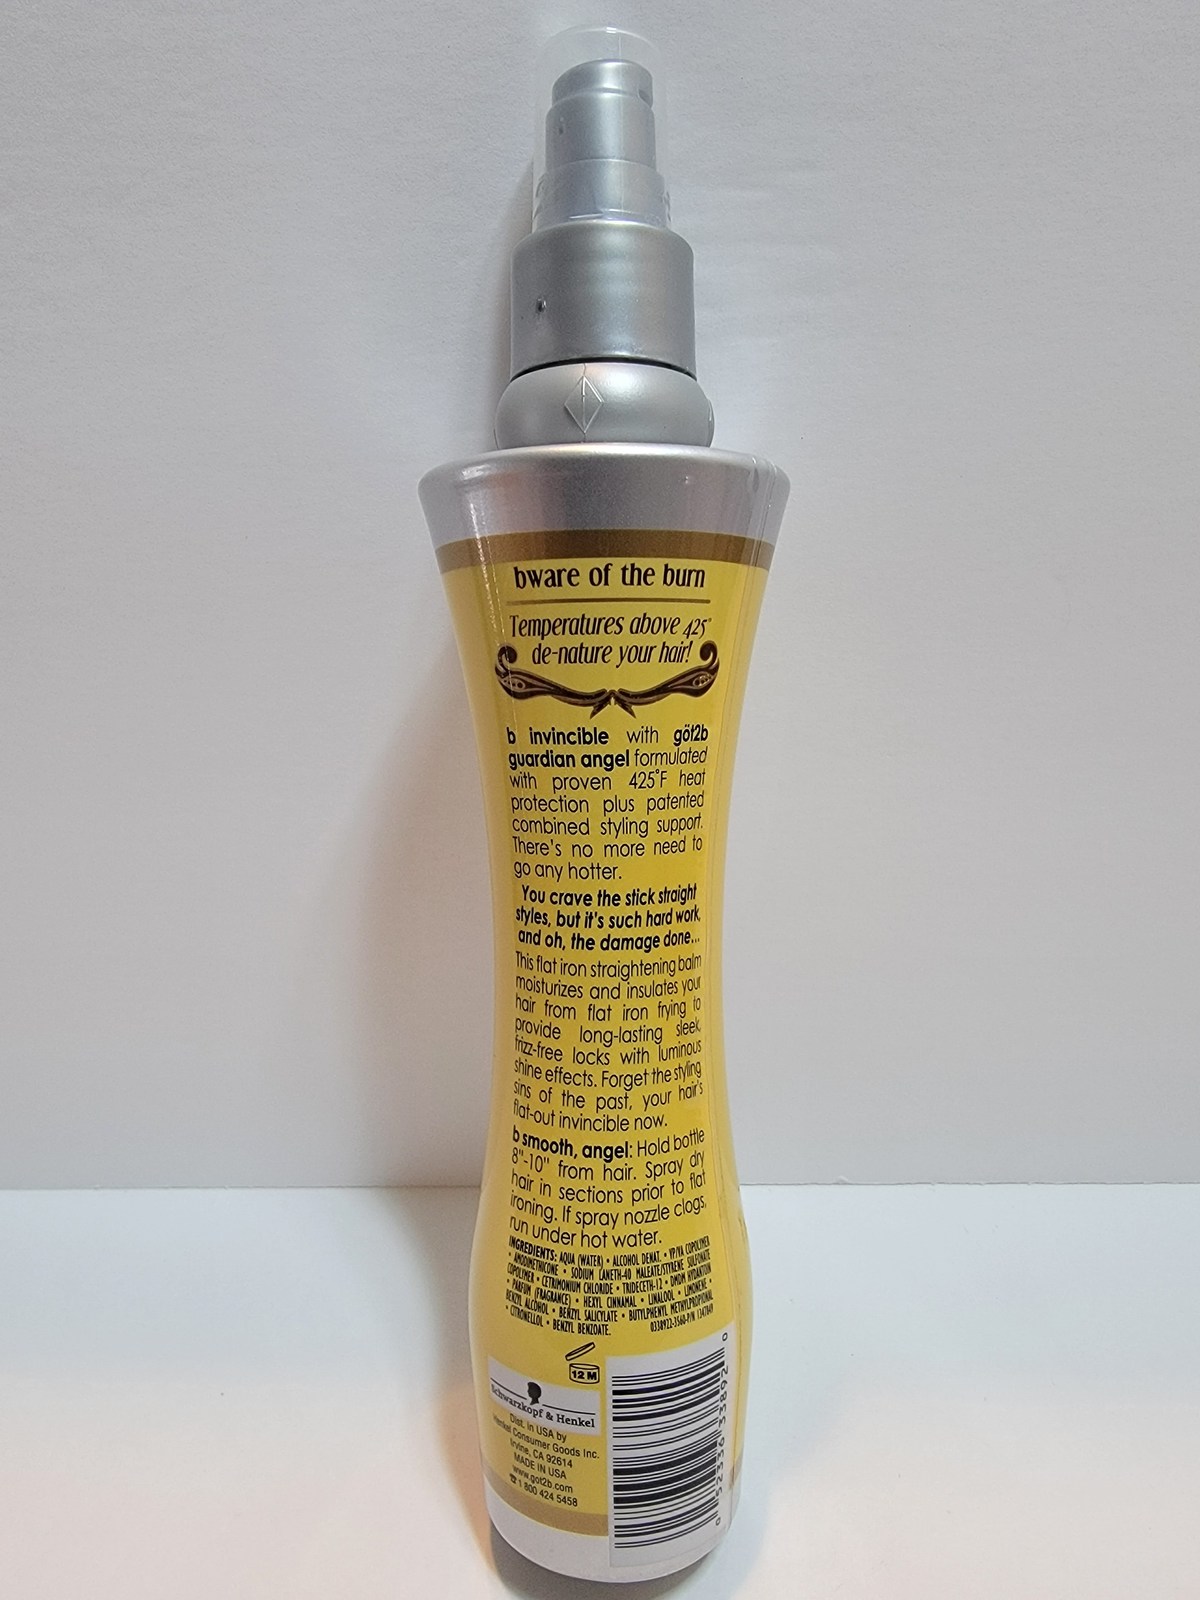 bware of the burn
Temperatures above 425°
de-nature your hair!
b invincible with göt2b
guardian angel formulated
with proven 425°F heat
protection plus patented
combined styling support.
There's no more need to
go any hotter.
You crave the stick straight
styles, but it's such hard work,
and oh, the damage done...
This flat iron straightening balm
moisturizes and insulates your
hair from flat iron frying to
provide long-lasting sleek,
frizz-free locks with luminous
shine effects. Forget the styling
sins of the past, your hair's
flat-out invincible now.
b smooth, angel: Hold bottle
8"-10" from hair. Spray dry
hair in sections prior to flat
ironing. If spray nozzle clogs,
run under hot water.
INGREDIENTS: AQUA (WATER) • ALCOHOL DENAT. • VP/VA COPOLYMER
• AMODIMETHICONE • SODIUM LANETH-40 MALEATE/STYRENE SULFONATE
COPOLYMER • CETRIMONIUM CHLORIDE • TRIDECETH-12 • DMDM HYDANTOIN
• PARFUM (FRAGRANCE) • HEXYL CINNAMAL • LINALOOL • LIMONENE •
BENZYL ALCOHOL • BENZYL SALICYLATE • BUTYLPHENYL METHYLPROPIONAL
• CITRONELLOL • BENZYL BENZOATE. 0338922-3560-P/N 1347849
12 M
Schwarzkopf & Henkel
Dist. in USA by
Henkel Consumer Goods Inc.
Irvine, CA 92614
MADE IN USA
www.got2b.com
☎ 1 800 424 5458
0 52336 33892 0